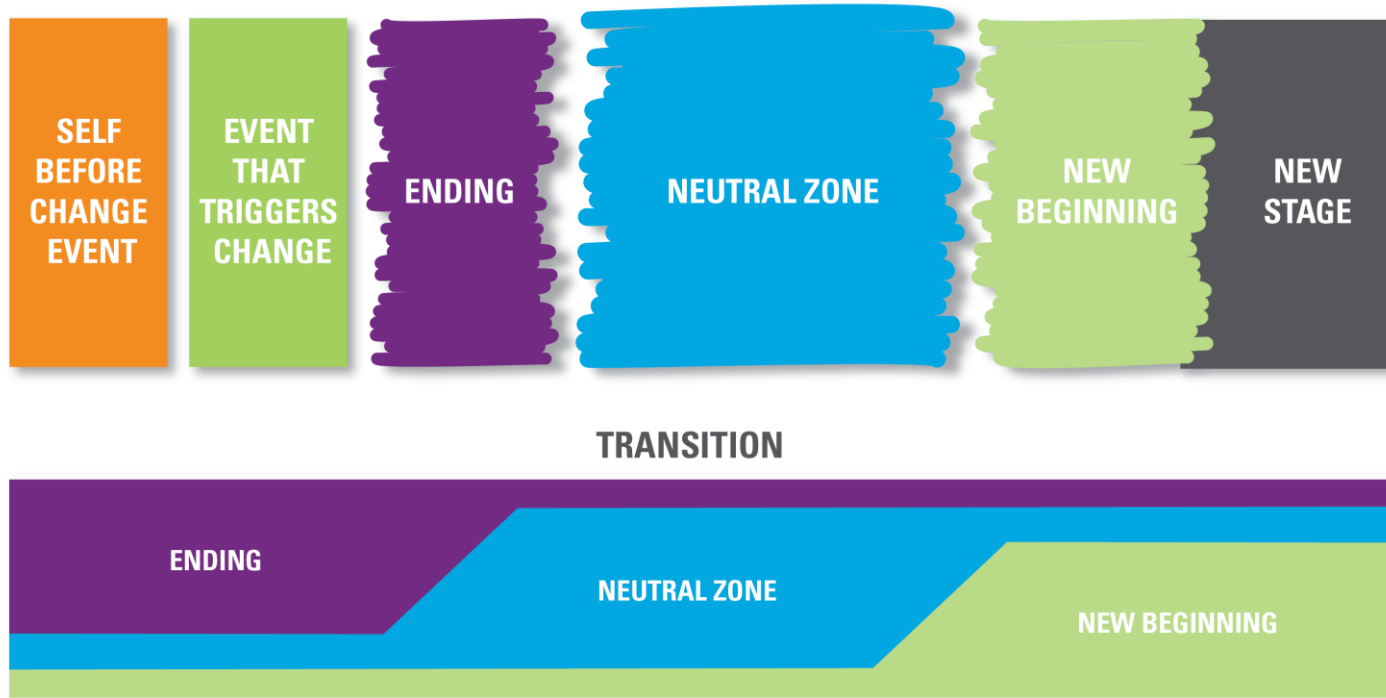 SELF
BEFORE
CHANGE
EVENT
EVENT
THAT
TRIGGERS
CHANGE
ENDING
NEUTRAL ZONE
NEW
BEGINNING
NEW
STAGE
TRANSITION
ENDING
NEUTRAL ZONE
NEW BEGINNING